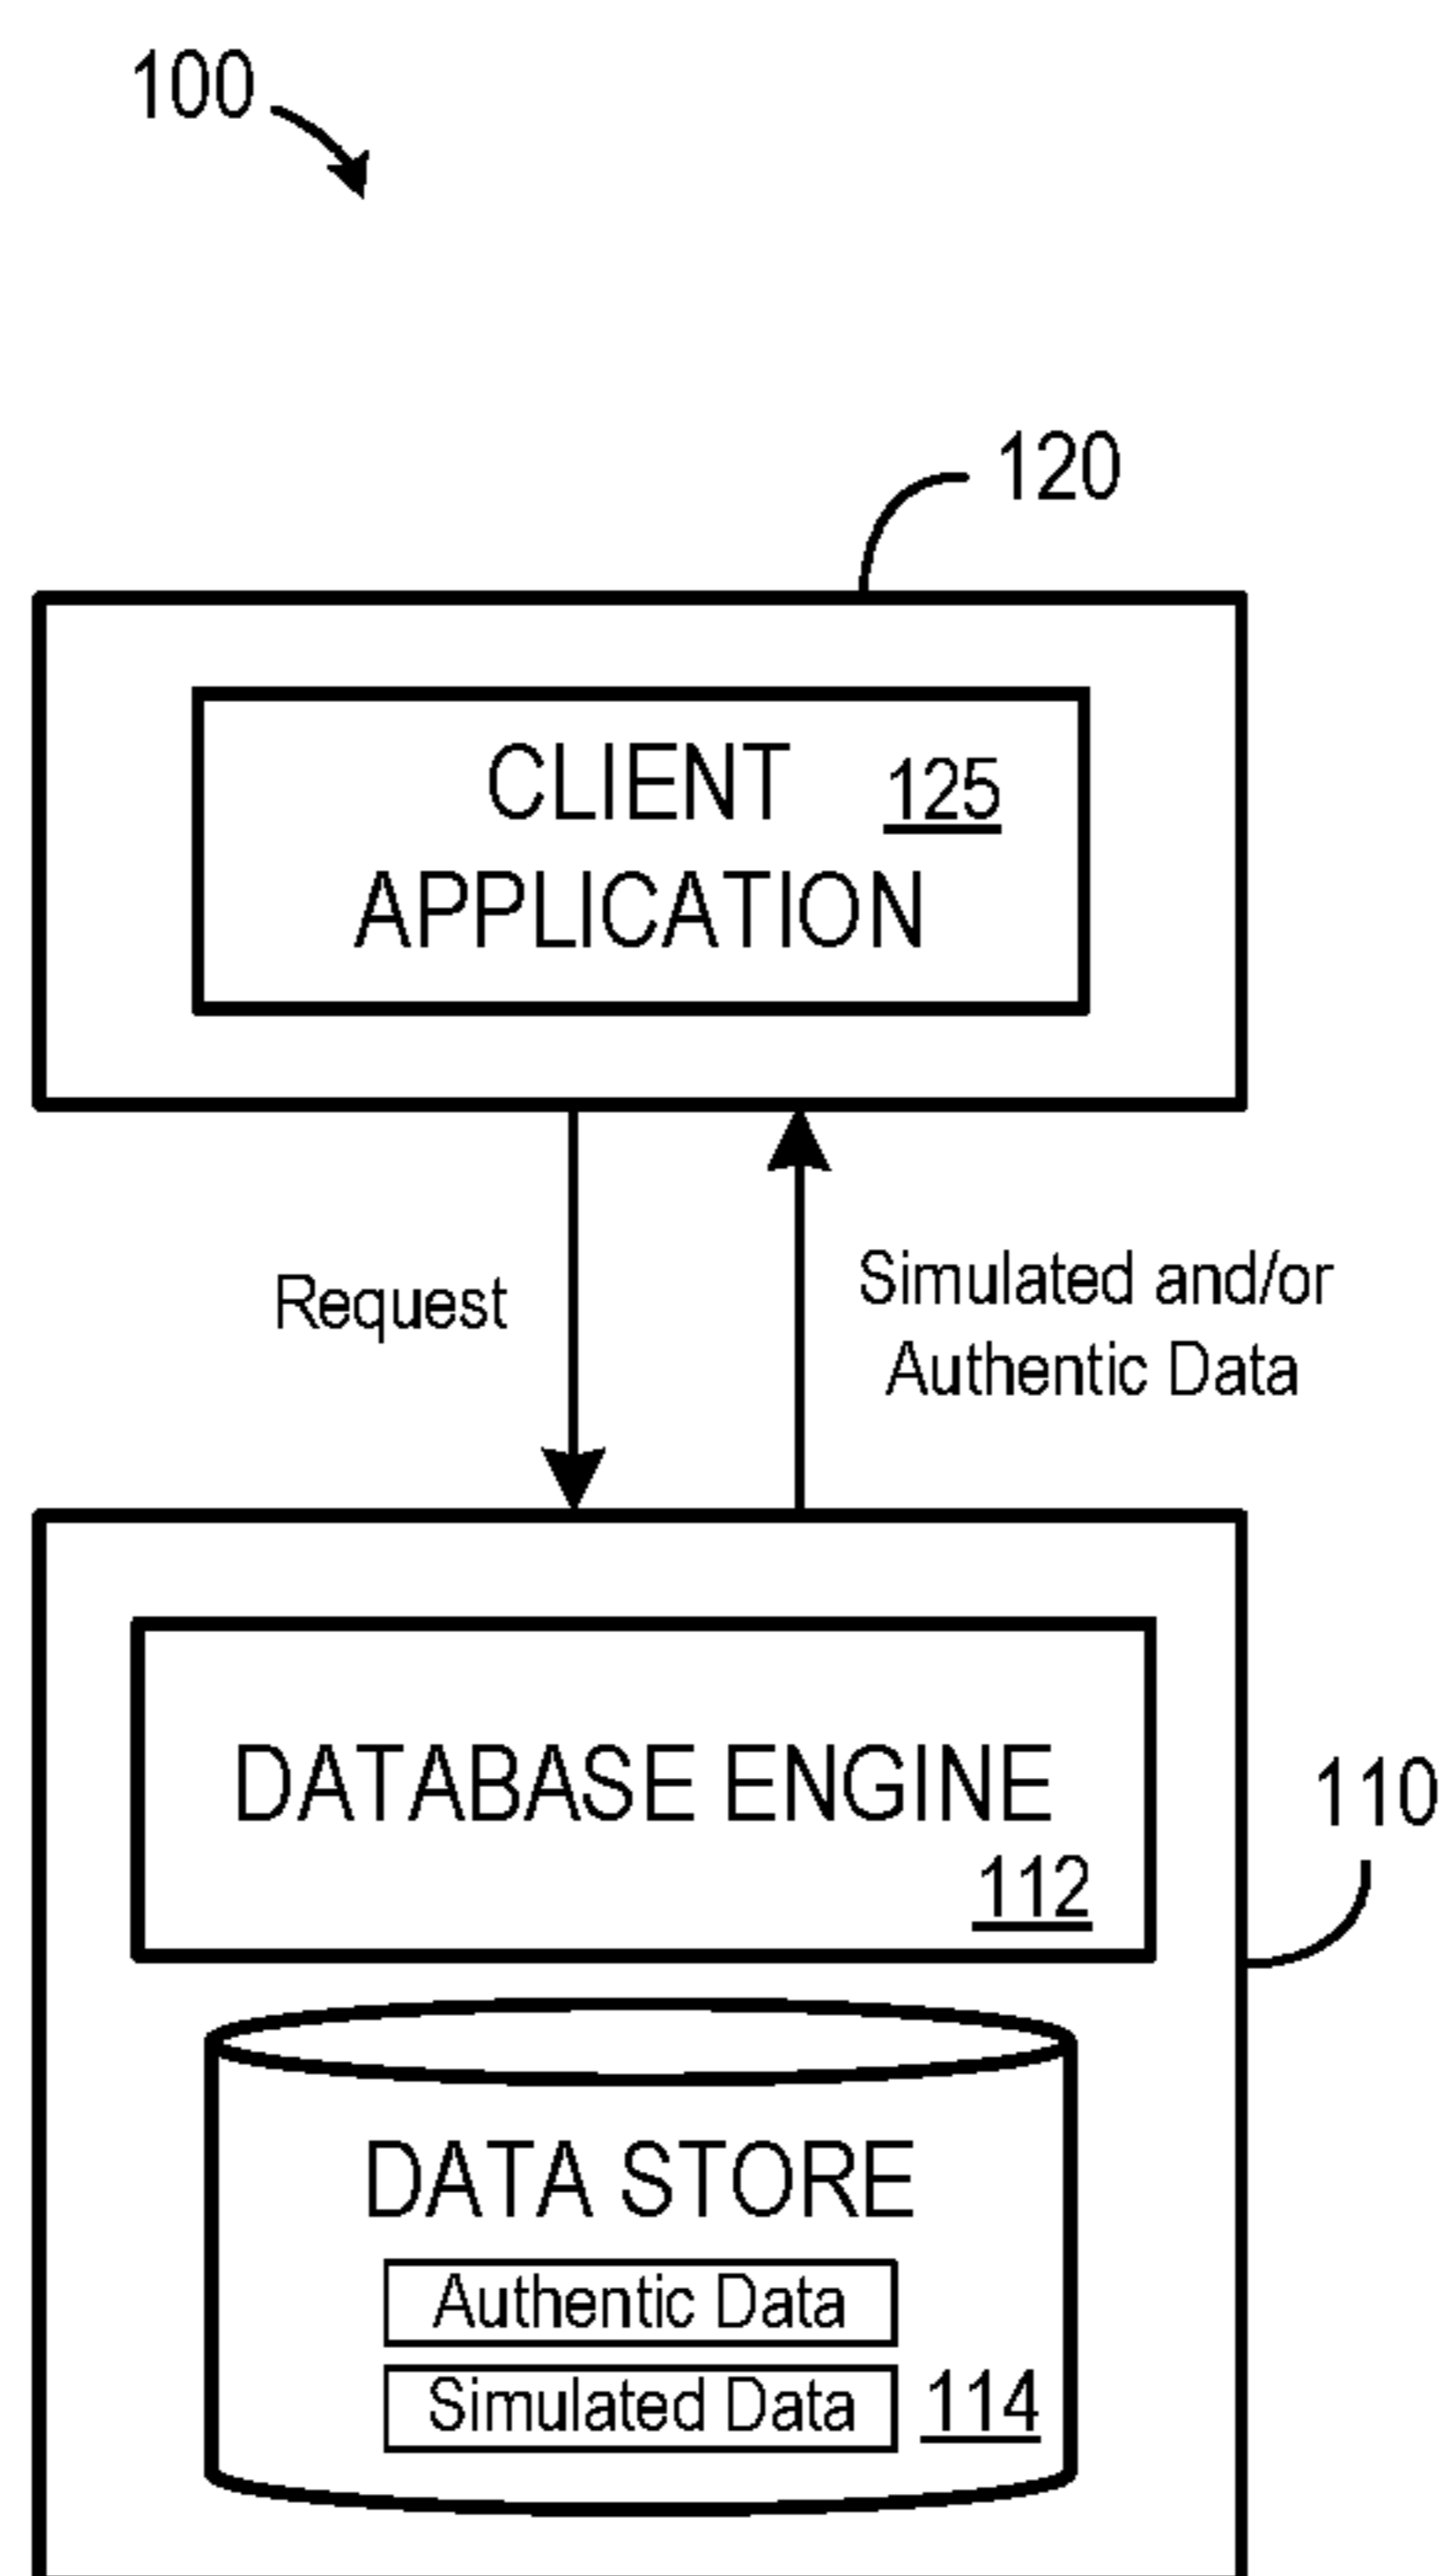 100
120
CLIENT 125
APPLICATION
Request
Simulated and/or
Authentic Data
DATABASE ENGINE
112
110
DATA STORE
Authentic Data
Simulated Data 114